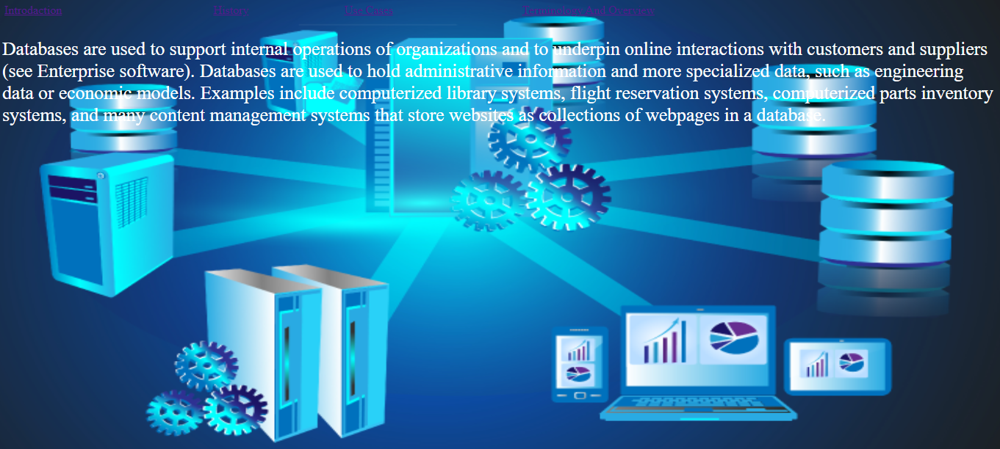 Introdaction History Use Cases Terminology And Overview
Databases are used to support internal operations of organizations and to underpin online interactions with customers and suppliers
(see Enterprise software). Databases are used to hold administrative information and more specialized data, such as engineering
data or economic models. Examples include computerized library systems, flight reservation systems, computerized parts inventory
systems, and many content management systems that store websites as collections of webpages in a database.